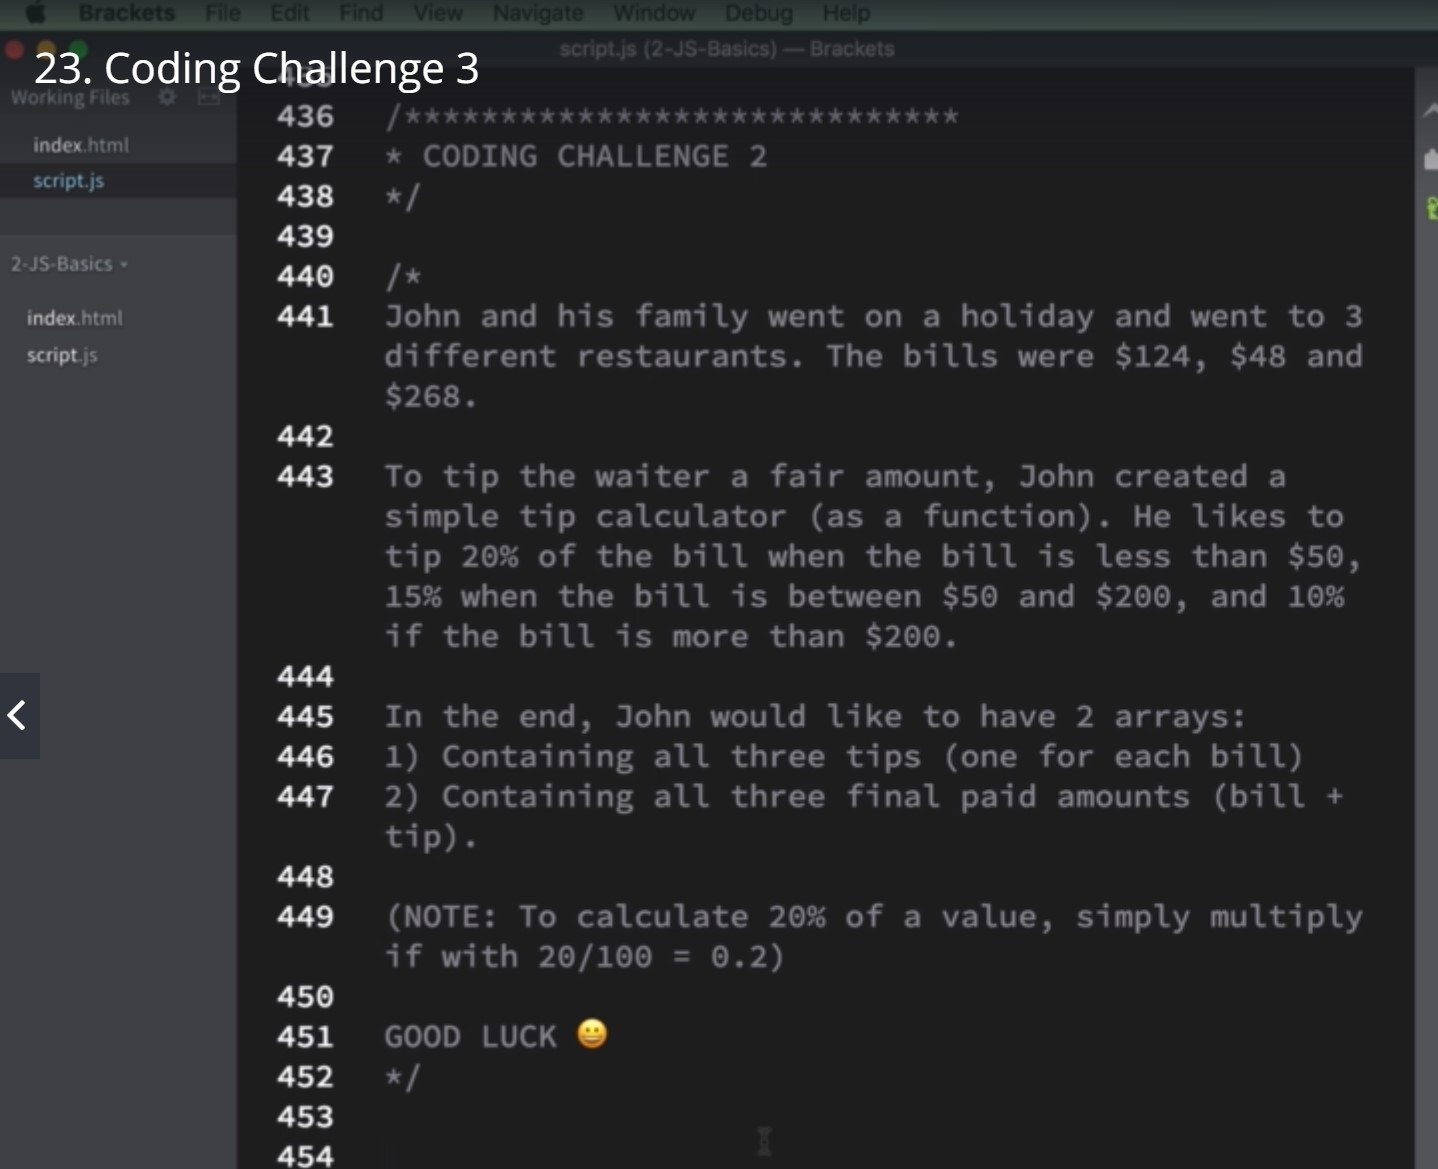 Brackets File Edit Find View Navigate Window Debug Help
script.js (2-JS-Basics) — Brackets
23. Coding Challenge 3
Working Files
index.html
script.js
2-JS-Basics
index.html
script.js
435
436 /*****************************
437 * CODING CHALLENGE 2
438 */
439
440 /*
441 John and his family went on a holiday and went to 3
different restaurants. The bills were $124, $48 and
$268.
442
443 To tip the waiter a fair amount, John created a
simple tip calculator (as a function). He likes to
tip 20% of the bill when the bill is less than $50,
15% when the bill is between $50 and $200, and 10%
if the bill is more than $200.
444
445 In the end, John would like to have 2 arrays:
446 1) Containing all three tips (one for each bill)
447 2) Containing all three final paid amounts (bill +
tip).
448
449 (NOTE: To calculate 20% of a value, simply multiply
if with 20/100 = 0.2)
450
451 GOOD LUCK 😀
452 */
453
454